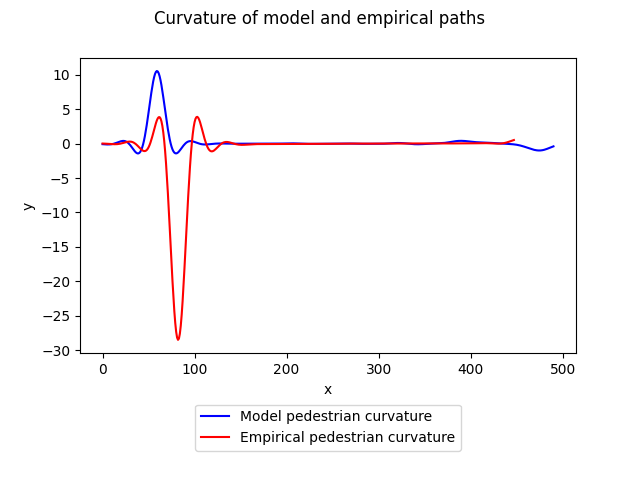 Curvature of model and empirical paths
10
5
0
−5
−10
−15
−20
−25
−30
y
0 100 200 300 400 500
x
Model pedestrian curvature
Empirical pedestrian curvature